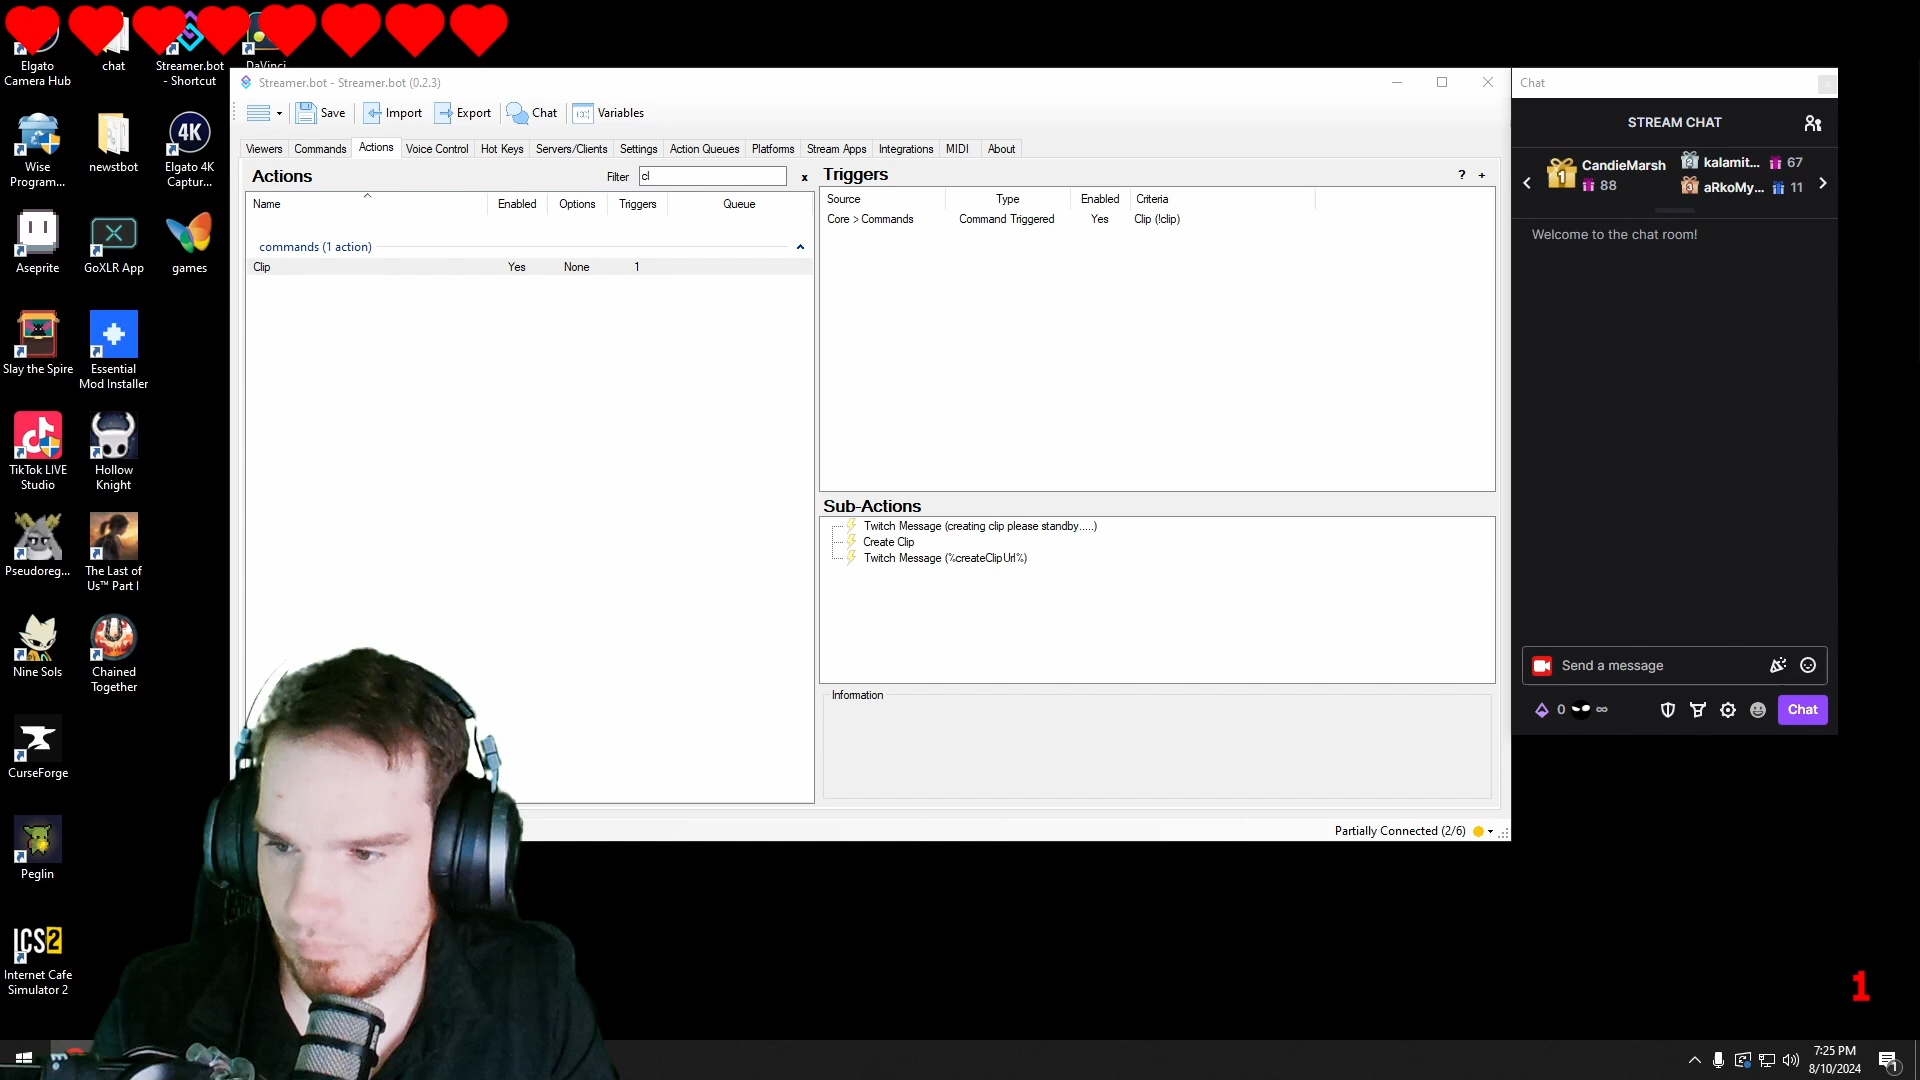 Elgato
Camera Hub
chat
Streamer.bot
- Shortcut
DaVinci
Wise
Program...
newstbot
4K
Elgato 4K
Captur...
Aseprite
GoXLR App
games
Slay the Spire
Essential
Mod Installer
TikTok LIVE
Studio
Hollow
Knight
Pseudoreg...
The Last of
Us™ Part I
Nine Sols
Chained
Together
CurseForge
Peglin
ICS2
Internet Cafe
Simulator 2
Streamer.bot - Streamer.bot (0.2.3)
Save Import Export Chat Variables
Viewers Commands Actions Voice Control Hot Keys Servers/Clients Settings Action Queues Platforms Stream Apps Integrations MIDI About
Actions Filter cl x
Name Enabled Options Triggers Queue
commands (1 action)
Clip Yes None 1
Triggers ? +
Source Type Enabled Criteria
Core > Commands Command Triggered Yes Clip (!clip)
Sub-Actions
Twitch Message (creating clip please standby.....)
Create Clip
Twitch Message (%createClipUrl%)
Information
Partially Connected (2/6)
Chat
STREAM CHAT
1 CandieMarsh 88
2 kalamit... 67
3 aRkoMy... 11
Welcome to the chat room!
Send a message
0 ∞ Chat
1
7:25 PM
8/10/2024
1